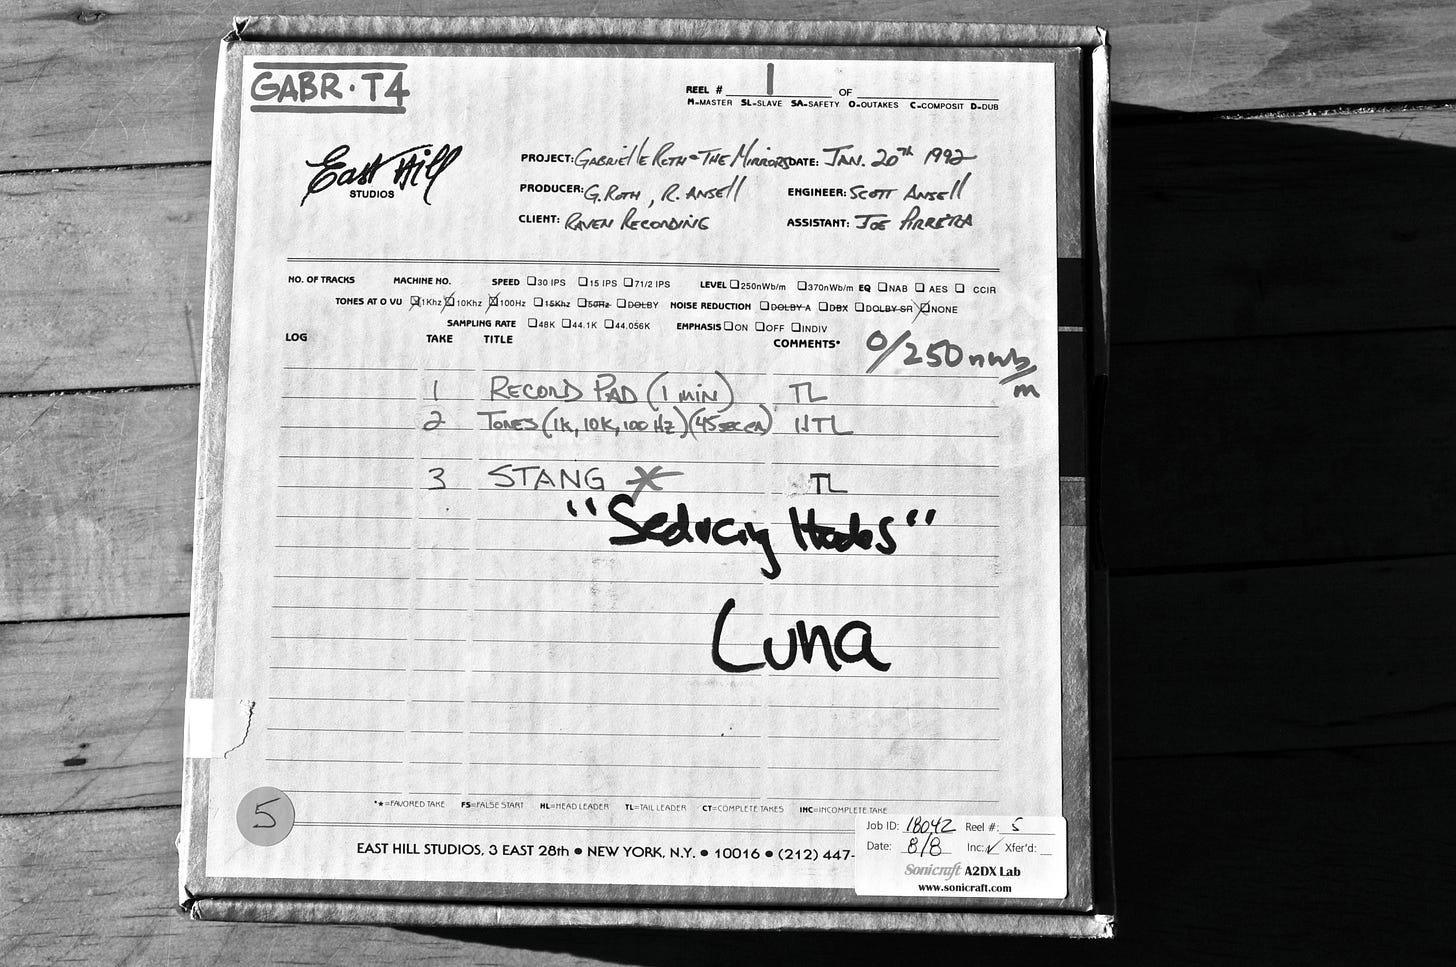 GABR·T4
REEL # 1 OF
M=MASTER SL=SLAVE SA=SAFETY O=OUTAKES C=COMPOSIT D=DUB
East Hill
STUDIOS
PROJECT: GABRIELLE ROTH & THE MIRRORS DATE: JAN. 20th 1992
PRODUCER: G. ROTH, R. ANSELL ENGINEER: SCOTT ANSELL
CLIENT: RAVEN RECORDING ASSISTANT: JOE PIRRERA
NO. OF TRACKS MACHINE NO. SPEED 30 IPS 15 IPS 71/2 IPS LEVEL 250nWb/m 370nWb/m EQ NAB AES CCIR
TONES AT O VU 1Khz 10Khz 100Hz 15Khz 50Hz DOLBY NOISE REDUCTION DOLBY A DBX DOLBY SR NONE
SAMPLING RATE 48K 44.1K 44.056K EMPHASIS ON OFF INDIV
LOG TAKE TITLE COMMENTS*
0/250nwb/m
1 RECORD PAD (1 MIN) TL
2 TONES (1K, 10K, 100 Hz) (45 SEC EA) HTL
3 STANG * TL
"Seducing Hades"
Luna
5
*★=FAVORED TAKE FS=FALSE START HL=HEAD LEADER TL=TAIL LEADER CT=COMPLETE TAKES INC=INCOMPLETE TAKE
EAST HILL STUDIOS, 3 EAST 28th • NEW YORK, N.Y. • 10016 • (212) 447-
Job ID: 18042 Reel #: 5
Date: 8/8 Inc: ✓ Xfer'd:
Sonicraft A2DX Lab
www.sonicraft.com